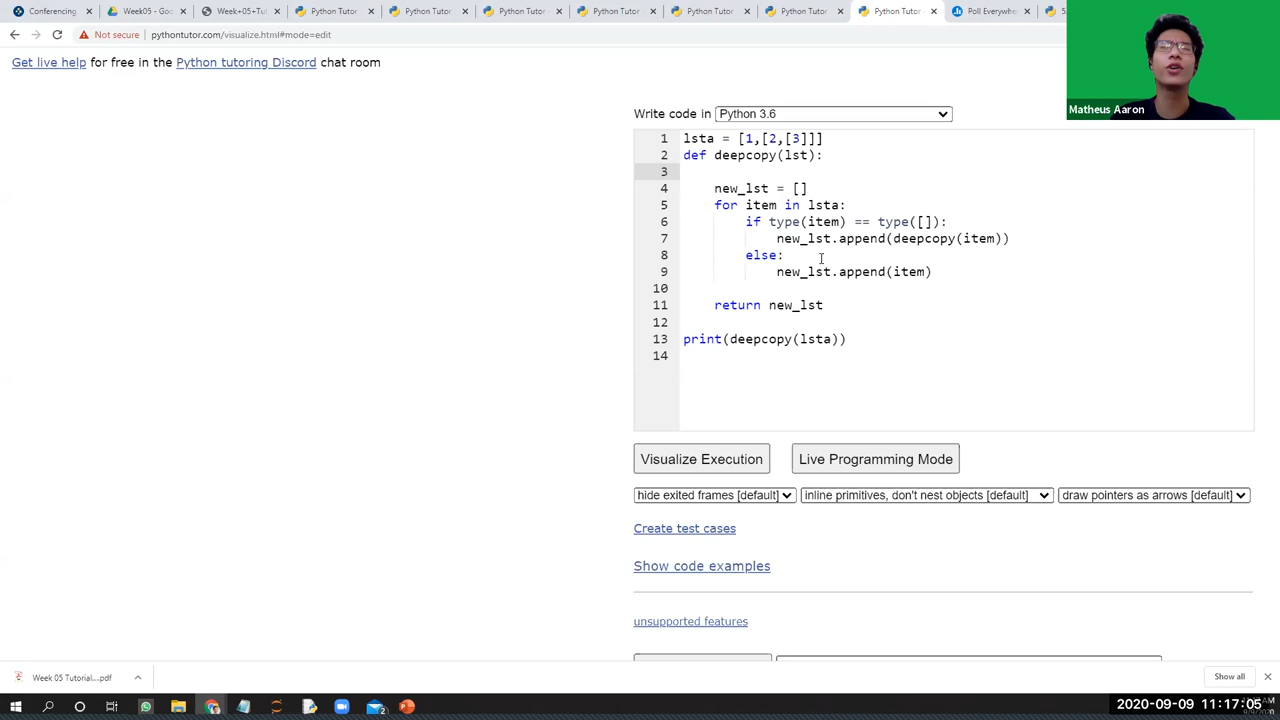 Conferencing
Week05 - Goo
Week+05+Tut
Python Tutor
Python Tutor
Python Tutor
Python Tutor
Python Tutor
Python Tutor
Python Tutor
Poll Everywhe
Not secure
pythontutor.com/visualize.html#mode=edit
Matheus Aaron
Get live help for free in the Python tutoring Discord chat room
Write code in Python 3.6
1 lsta = [1,[2,[3]]]
2 def deepcopy(lst):
3
4 new_lst = []
5 for item in lsta:
6 if type(item) == type([]):
7 new_lst.append(deepcopy(item))
8 else:
9 new_lst.append(item)
10
11 return new_lst
12
13 print(deepcopy(lsta))
14
Visualize Execution
Live Programming Mode
hide exited frames [default]
inline primitives, don't nest objects [default]
draw pointers as arrows [default]
Create test cases
Show code examples
unsupported features
Week 05 Tutorial....pdf
Show all
2020-09-09 11:17:05